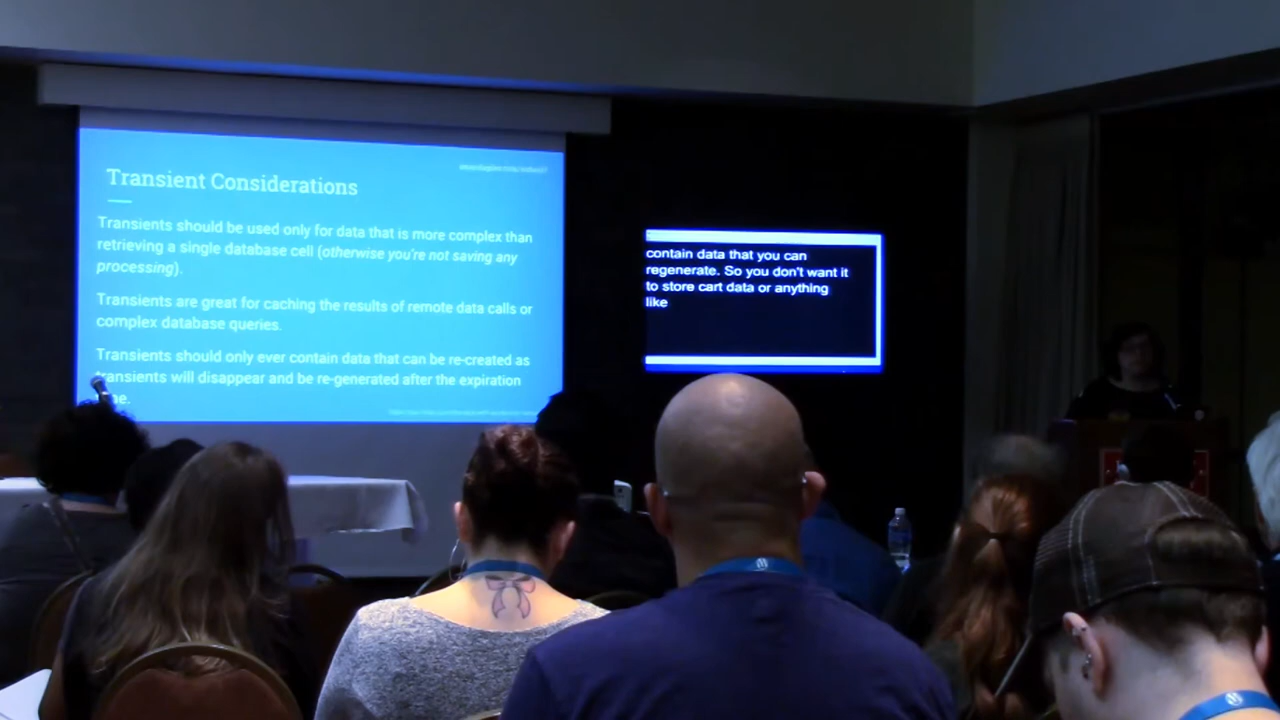 Transient Considerations
Transients should be used only for data that is more complex than
retrieving a single database cell (otherwise you're not saving any
processing).
Transients are great for caching the results of remote data calls or
complex database queries.
Transients should only ever contain data that can be re-created as
transients will disappear and be re-generated after the expiration
contain data that you can
regenerate. So you don't want it
to store cart data or anything
like